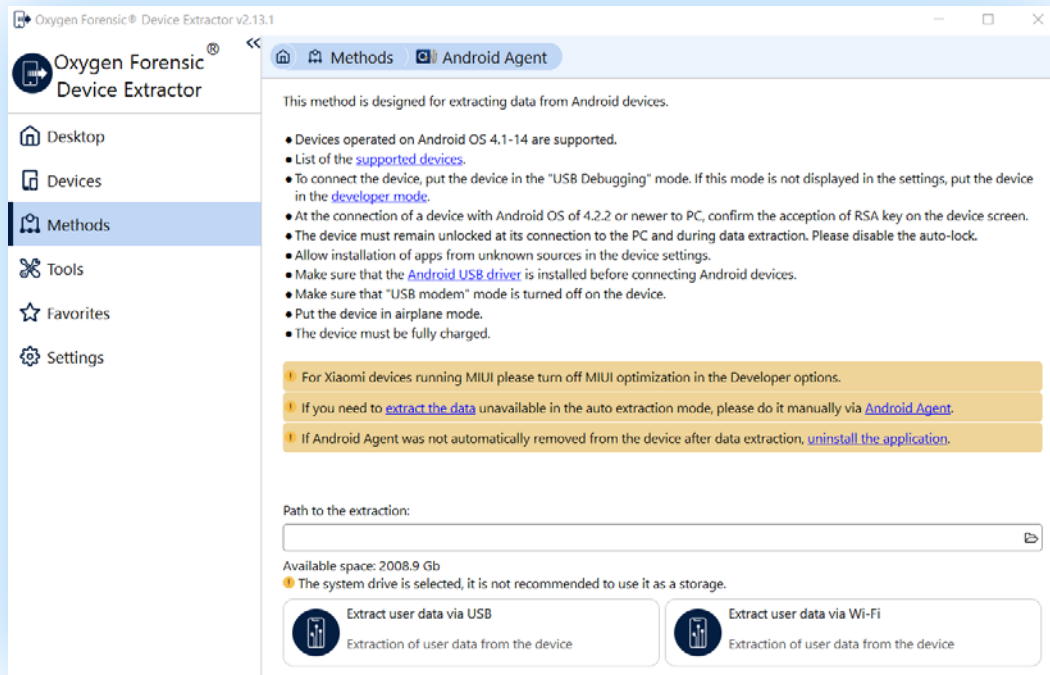 Oxygen Forensic® Device Extractor v2.13.1
Oxygen Forensic®
Device Extractor
Desktop
Devices
Methods
Tools
Favorites
Settings
Methods
Android Agent
This method is designed for extracting data from Android devices.
Devices operated on Android OS 4.1-14 are supported.
List of the supported devices.
To connect the device, put the device in the "USB Debugging" mode. If this mode is not displayed in the settings, put the device
in the developer mode.
At the connection of a device with Android OS of 4.2.2 or newer to PC, confirm the acception of RSA key on the device screen.
The device must remain unlocked at its connection to the PC and during data extraction. Please disable the auto-lock.
Allow installation of apps from unknown sources in the device settings.
Make sure that the Android USB driver is installed before connecting Android devices.
Make sure that "USB modem" mode is turned off on the device.
Put the device in airplane mode.
The device must be fully charged.
For Xiaomi devices running MIUI please turn off MIUI optimization in the Developer options.
If you need to extract the data unavailable in the auto extraction mode, please do it manually via Android Agent.
If Android Agent was not automatically removed from the device after data extraction, uninstall the application.
Path to the extraction:
Available space: 2008.9 Gb
The system drive is selected, it is not recommended to use it as a storage.
Extract user data via USB
Extraction of user data from the device
Extract user data via Wi-Fi
Extraction of user data from the device